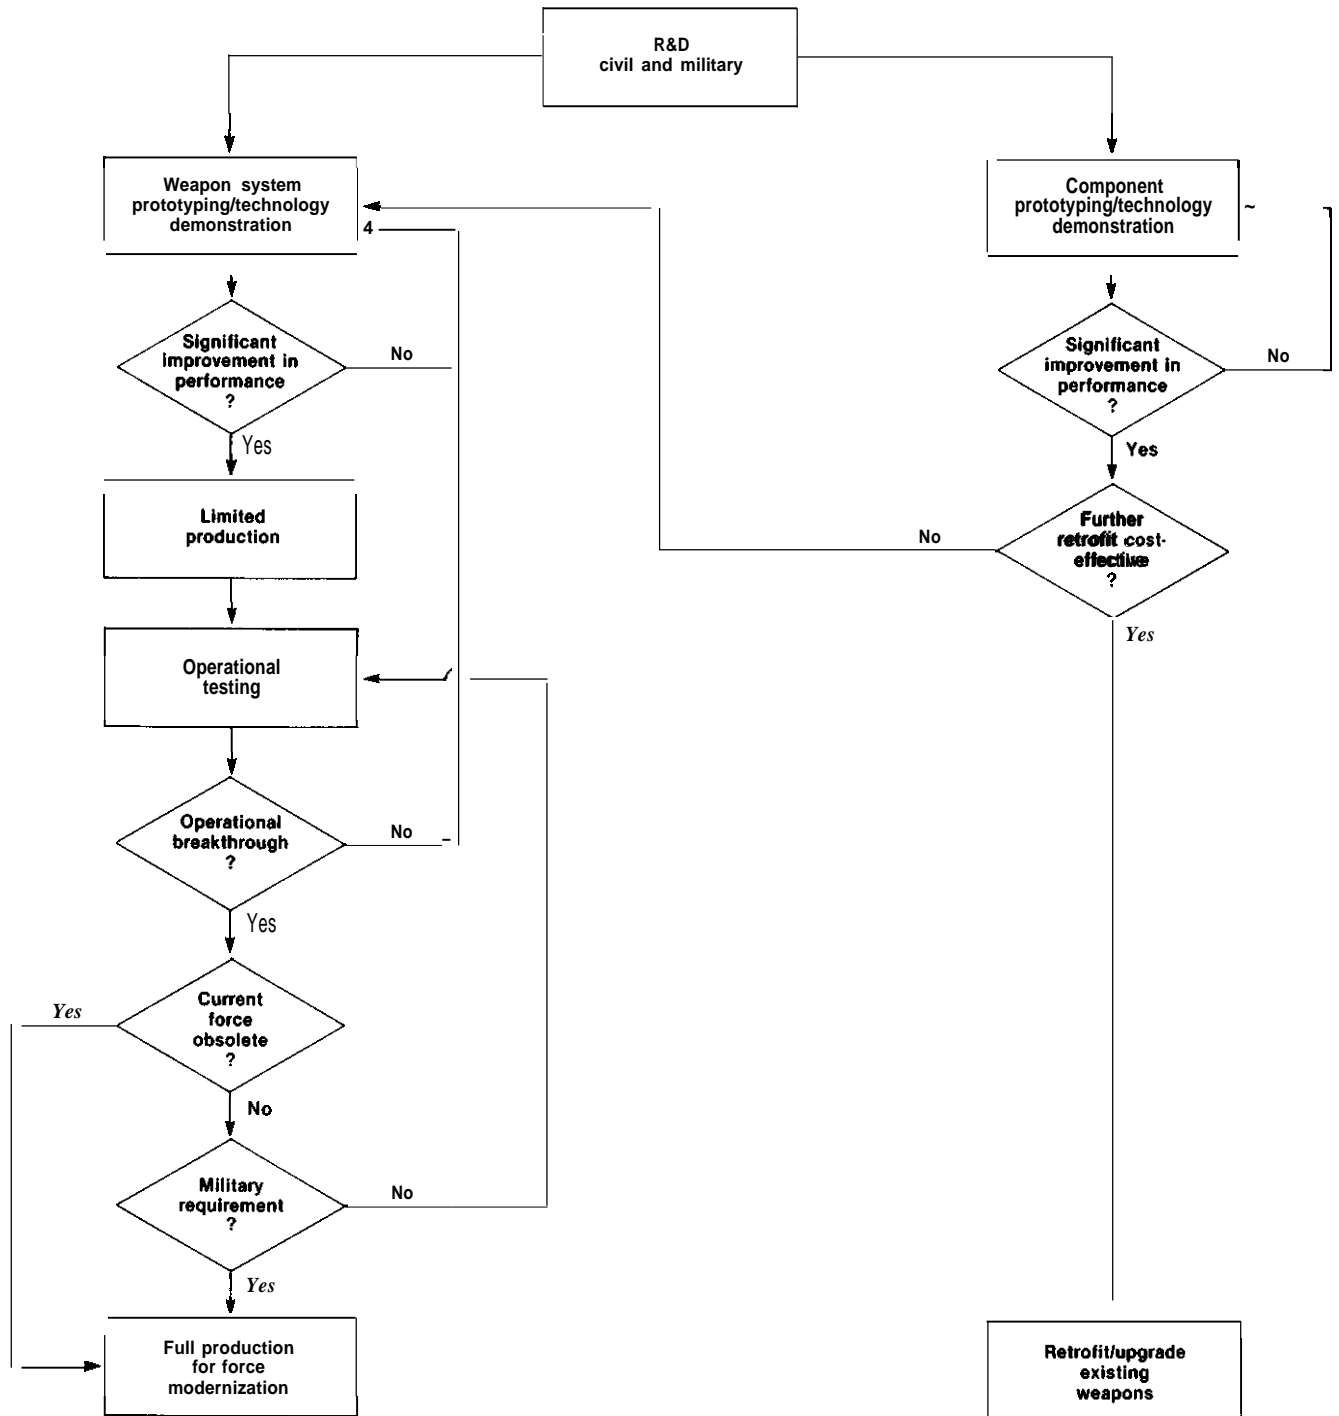 R&D
civil and military
Weapon system
prototyping/technology
demonstration
4
Component
prototyping/technology
demonstration
~
Significant
improvement in
performance
?
No
Yes
Significant
improvement in
performance
?
No
Yes
Limited
production
Further
retrofit cost-
effective
?
No
Yes
Operational
testing
Operational
breakthrough
?
No
Yes
Current
force
obsolete
?
Yes
No
Military
requirement
?
No
Yes
Full production
for force
modernization
Retrofit/upgrade
existing
weapons